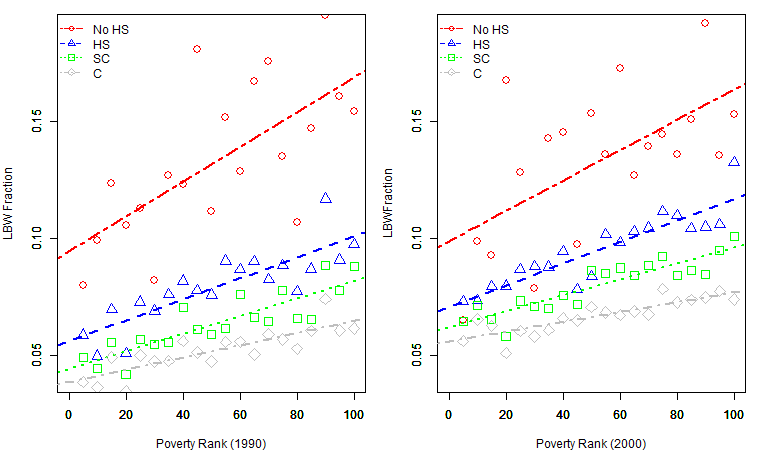 No HS
HS
SC
C
LBW Fraction
0.15
0.10
0.05
0 20 40 60 80 100
Poverty Rank (1990)
No HS
HS
SC
C
LBWFraction
0.15
0.10
0.05
0 20 40 60 80 100
Poverty Rank (2000)